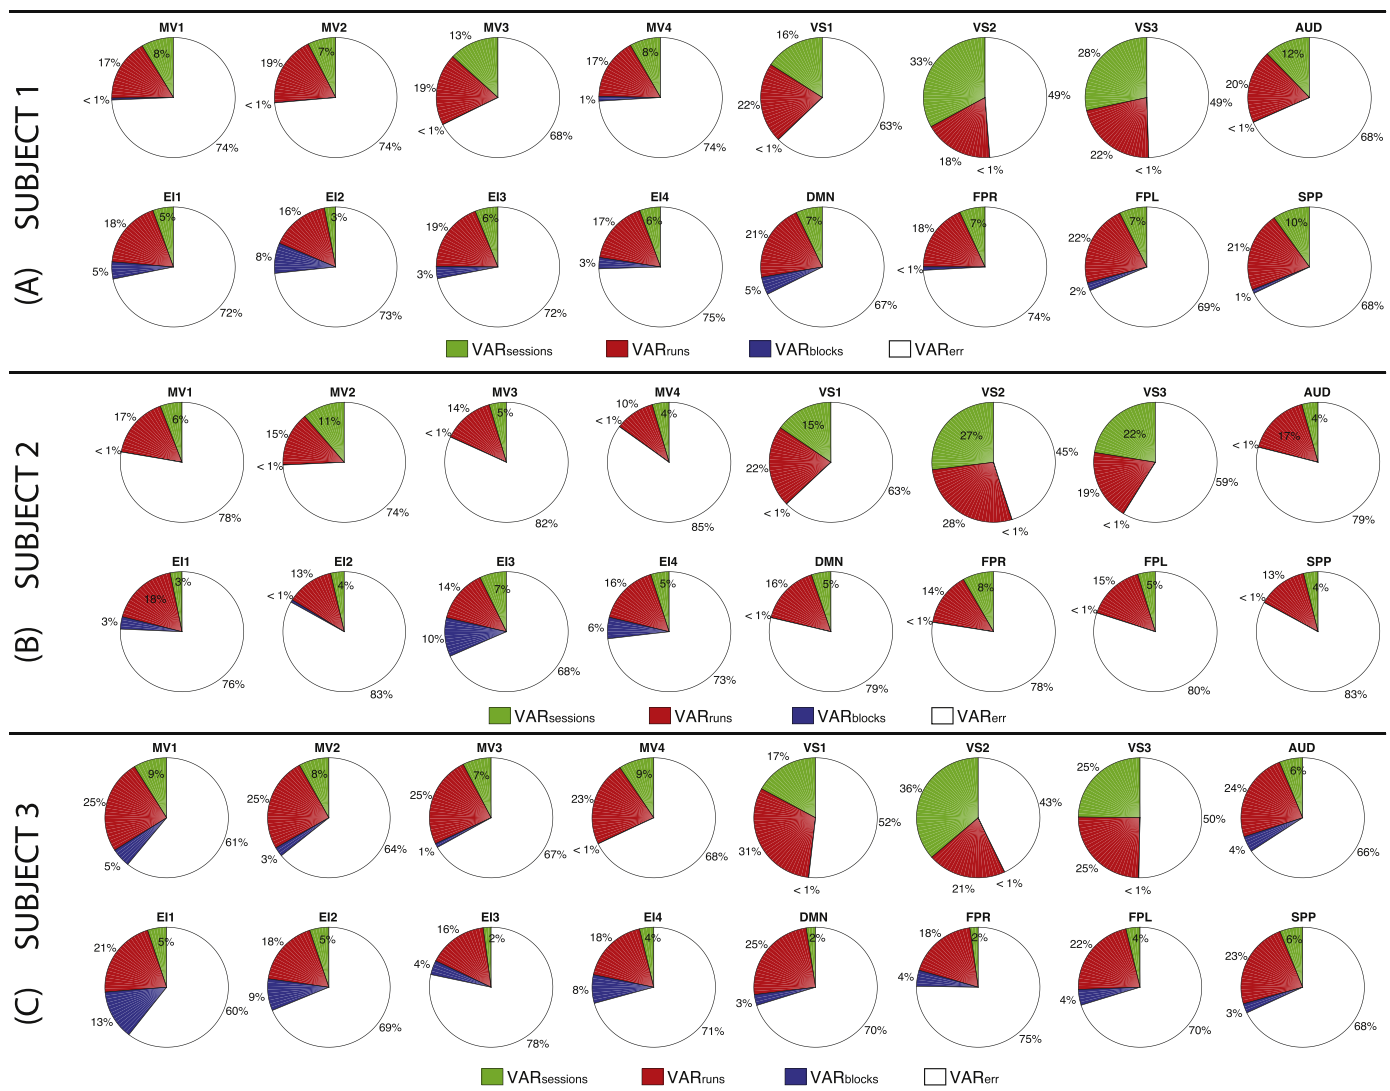 (A) SUBJECT 1
MV1 MV2 MV3 MV4 VS1 VS2 VS3 AUD
8% 17% < 1% 74%
7% 19% < 1% 74%
13% 19% < 1% 68%
8% 17% 1% 74%
16% 22% < 1% 63%
33% 18% < 1% 49%
28% 22% < 1% 49%
12% 20% < 1% 68%
EI1 EI2 EI3 EI4 DMN FPR FPL SPP
5% 18% 5% 72%
3% 16% 8% 73%
6% 19% 3% 72%
6% 17% 3% 75%
7% 21% 5% 67%
7% 18% < 1% 74%
7% 22% 2% 69%
10% 21% 1% 68%
VARsessions VARruns VARblocks VARerr
(B) SUBJECT 2
MV1 MV2 MV3 MV4 VS1 VS2 VS3 AUD
6% 17% < 1% 78%
11% 15% < 1% 74%
5% 14% < 1% 82%
4% 10% < 1% 85%
15% 22% < 1% 63%
27% 28% < 1% 45%
22% 19% < 1% 59%
4% 17% < 1% 79%
EI1 EI2 EI3 EI4 DMN FPR FPL SPP
3% 18% 3% 76%
4% 13% < 1% 83%
7% 14% 10% 68%
5% 16% 6% 73%
5% 16% < 1% 79%
8% 14% < 1% 78%
5% 15% < 1% 80%
4% 13% < 1% 83%
VARsessions VARruns VARblocks VARerr
(C) SUBJECT 3
MV1 MV2 MV3 MV4 VS1 VS2 VS3 AUD
9% 25% 5% 61%
8% 25% 3% 64%
7% 25% 1% 67%
9% 23% < 1% 68%
17% 31% < 1% 52%
36% 21% < 1% 43%
25% 25% < 1% 50%
6% 24% 4% 66%
EI1 EI2 EI3 EI4 DMN FPR FPL SPP
5% 21% 13% 60%
5% 18% 9% 69%
2% 16% 4% 78%
4% 18% 8% 71%
2% 25% 3% 70%
2% 18% 4% 75%
4% 22% 4% 70%
6% 23% 3% 68%
VARsessions VARruns VARblocks VARerr